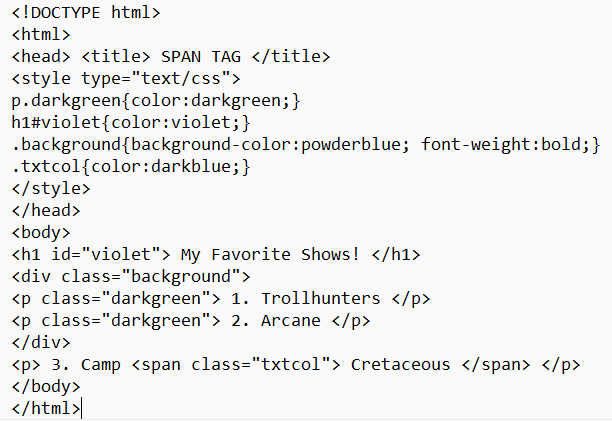 <!DOCTYPE html>
<html>
<head> <title> SPAN TAG </title>
<style type="text/css">
p.darkgreen{color:darkgreen;}
h1#violet{color:violet;}
.background{background-color:powderblue; font-weight:bold;}
.txtcol{color:darkblue;}
</style>
</head>
<body>
<h1 id="violet"> My Favorite Shows! </h1>
<div class="background">
<p class="darkgreen"> 1. Trollhunters </p>
<p class="darkgreen"> 2. Arcane </p>
</div>
<p> 3. Camp <span class="txtcol"> Cretaceous </span> </p>
</body>
</html>